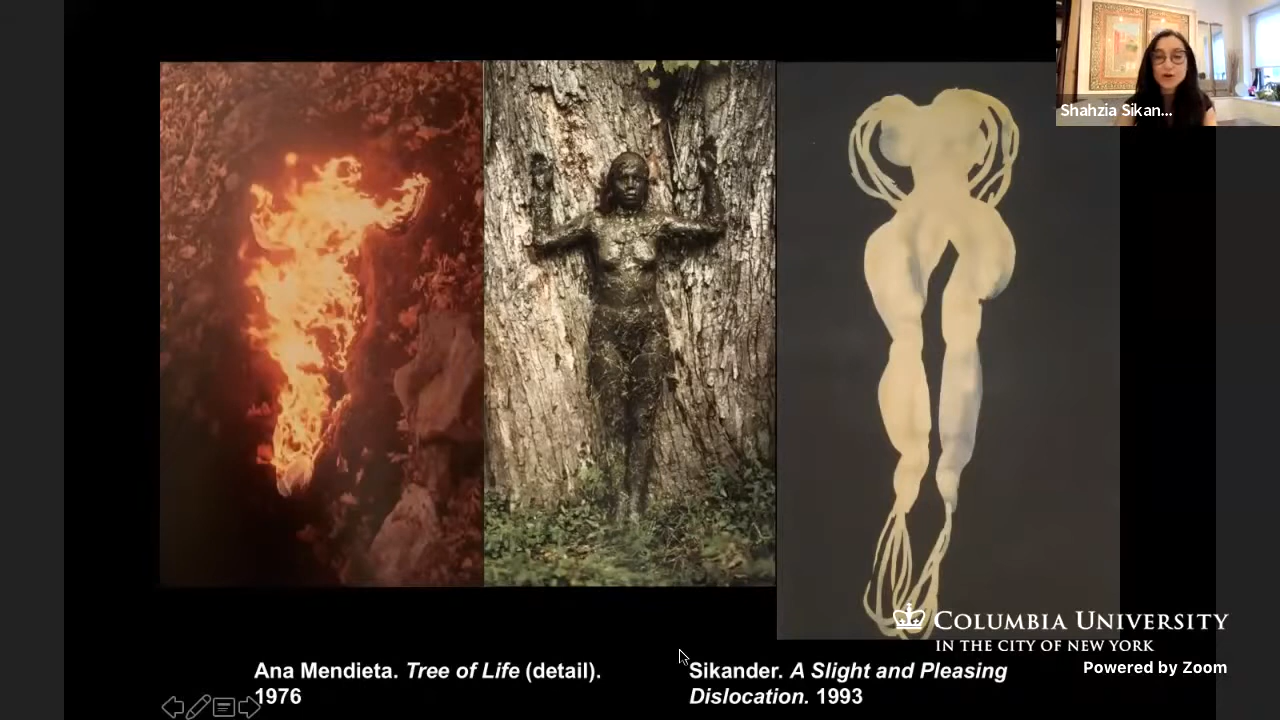 Shahzia Sikan...
COLUMBIA UNIVERSITY
IN THE CITY OF NEW YORK
Powered by Zoom
Ana Mendieta. Tree of Life (detail).
1976
Sikander. A Slight and Pleasing
Dislocation. 1993